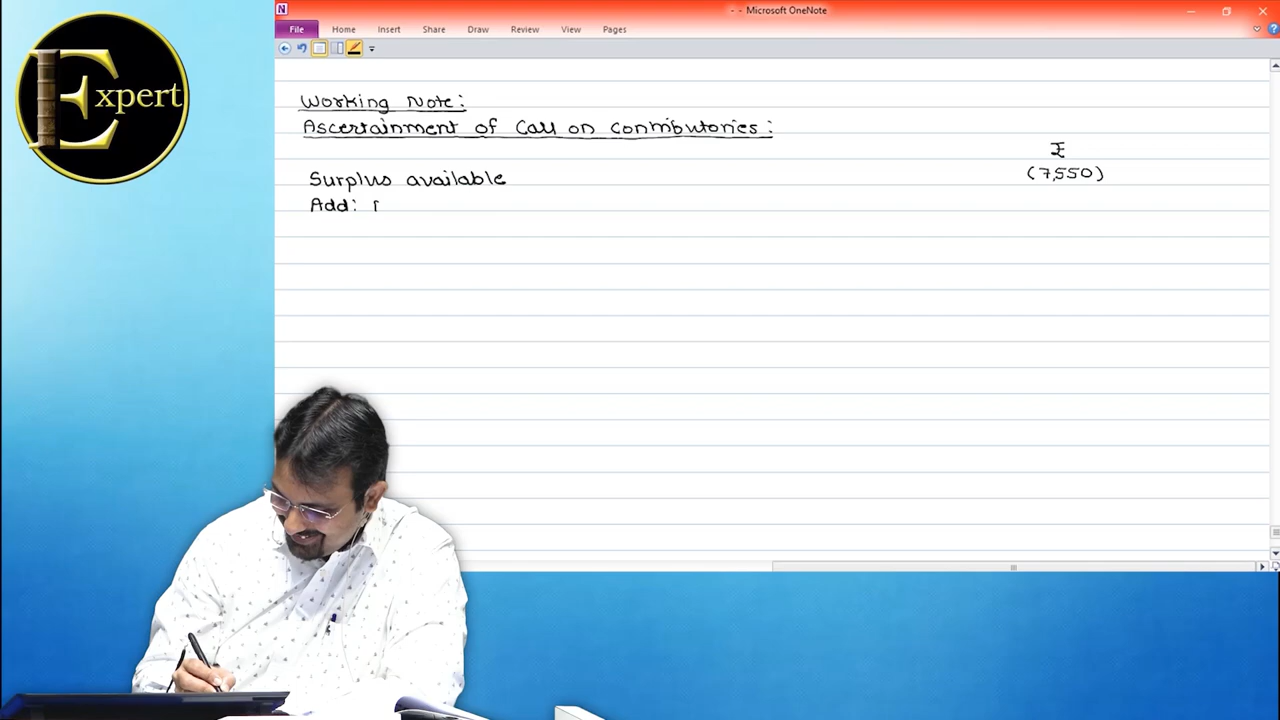 Expert
- - Microsoft OneNote
File Home Insert Share Draw Review View Pages
Working Note:
Ascertainment of Call on Contributories:
₹
Surplus available (7,550)
Add: